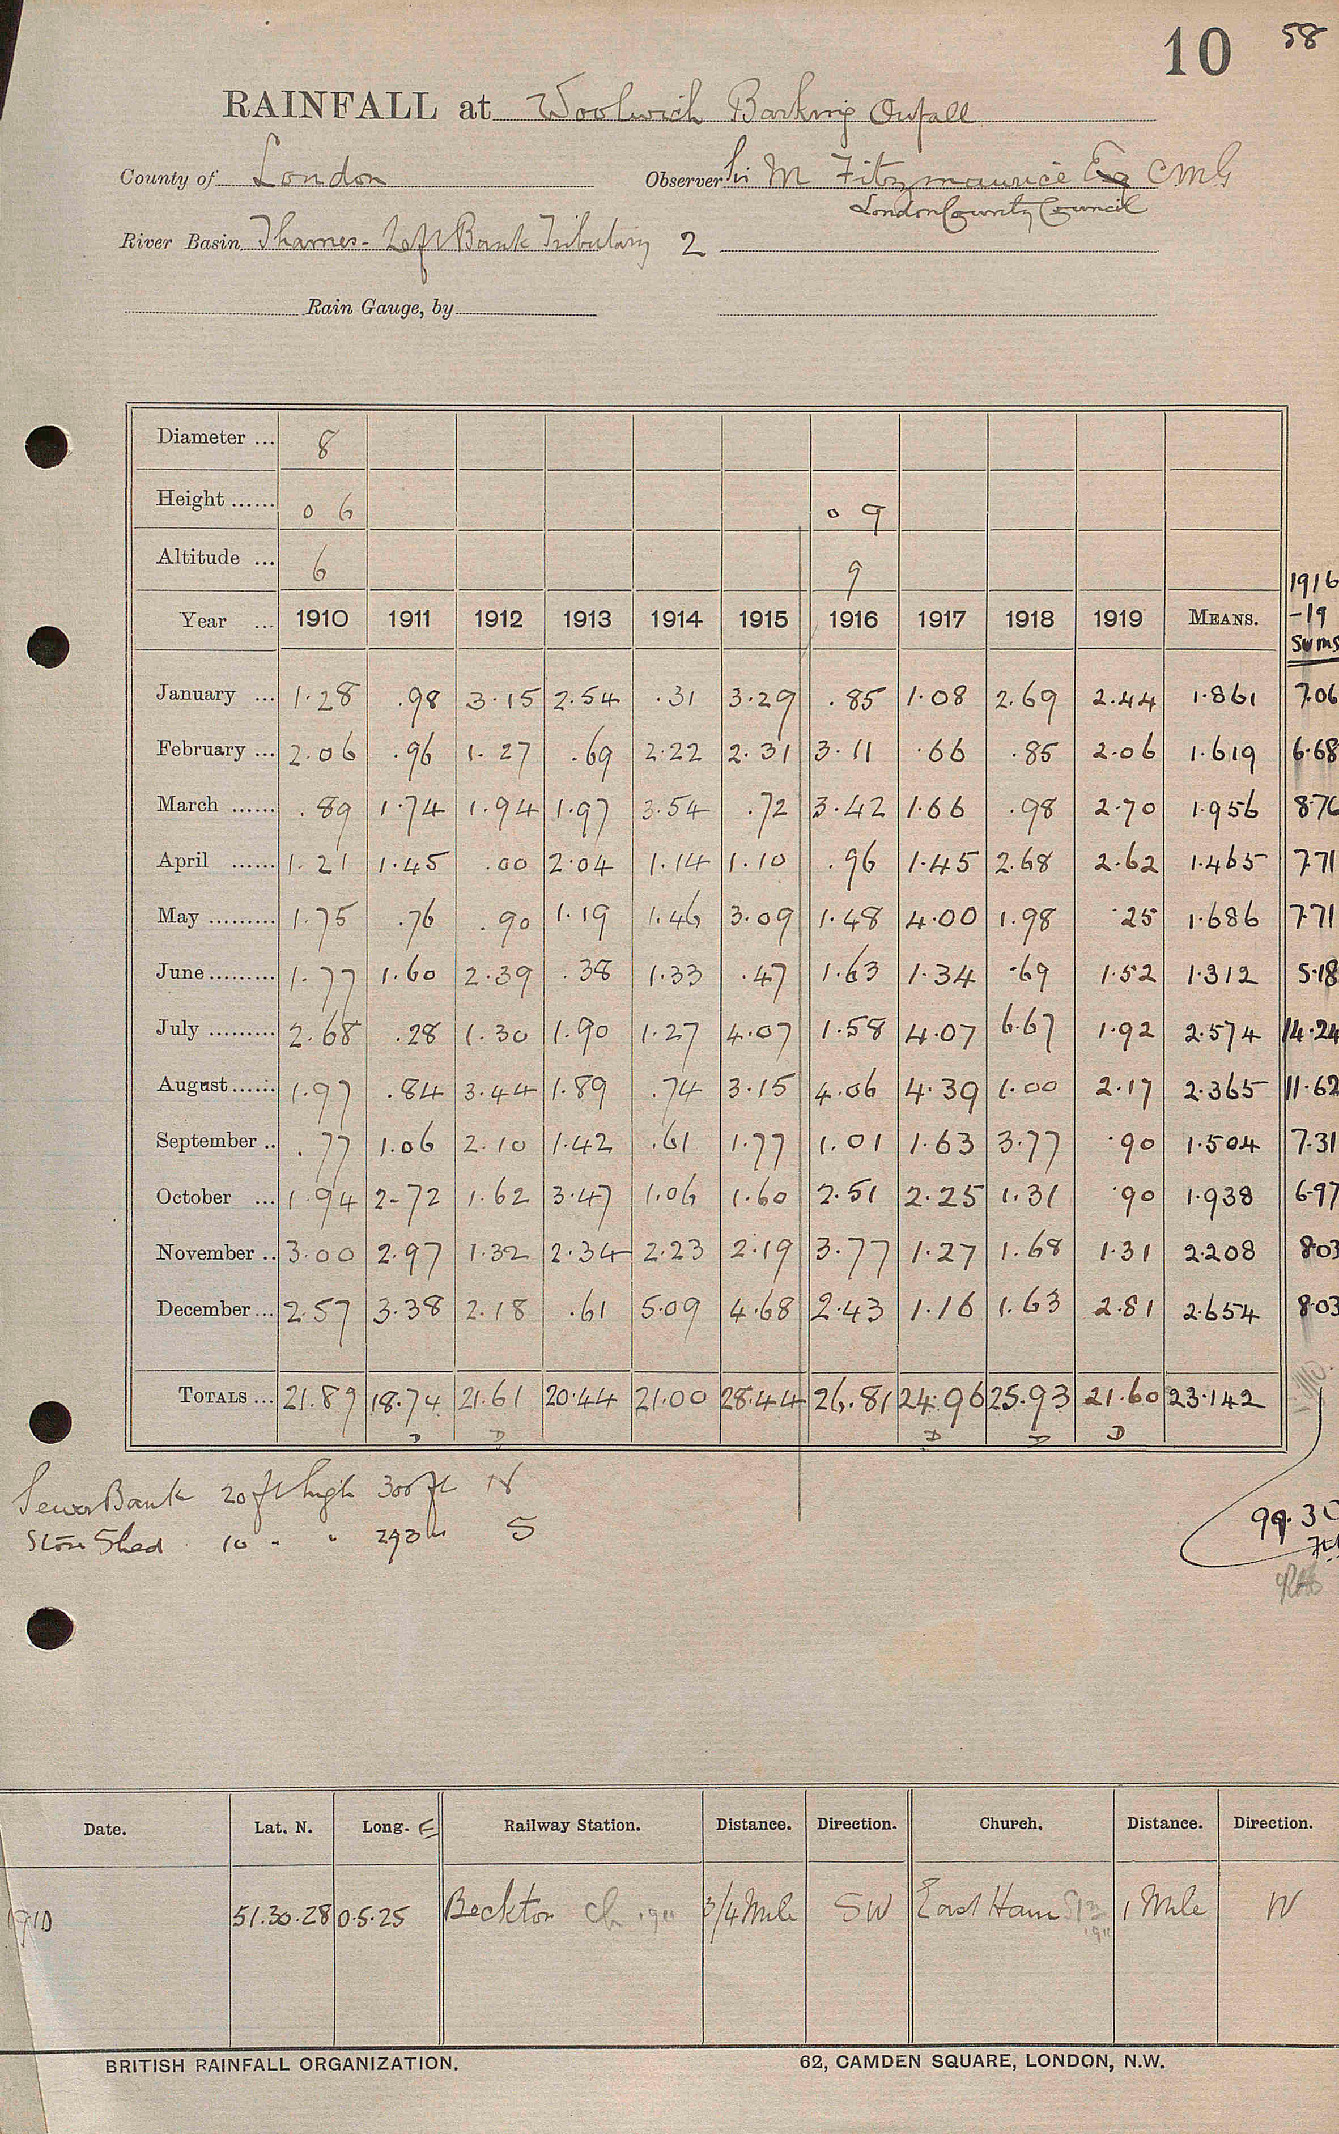 10 58
RAINFALL at Woolwich Barking Outfall
County of London Observer Sir M Fitzmaurice Esq CMG
London County Council
River Basin Thames - Left Bank Tributary 2
Rain Gauge, by
Diameter ... 8
Height ...... 0 6 0 9
Altitude ... 6 9
Year ... 1910 1911 1912 1913 1914 1915 1916 1917 1918 1919 MEANS. 1916 -19 Sums
January ... 1.28 .98 3.15 2.54 .31 3.29 .85 1.08 2.69 2.44 1.861 7.06
February ... 2.06 .96 1.27 .69 2.22 2.31 3.11 .66 .85 2.06 1.619 6.68
March ...... .89 1.74 1.94 1.97 3.54 .72 3.42 1.66 .98 2.70 1.956 8.76
April ...... 1.21 1.45 .00 2.04 1.14 1.10 .96 1.45 2.68 2.62 1.465 7.71
May ......... 1.75 .76 .90 1.19 1.46 3.09 1.48 4.00 1.98 .25 1.686 7.71
June ......... 1.77 1.60 2.39 .38 1.33 .47 1.63 1.34 .69 1.52 1.312 5.18
July ......... 2.68 .28 1.30 1.90 1.27 4.07 1.58 4.07 6.67 1.92 2.574 14.24
August ...... 1.97 .84 3.44 1.89 .74 3.15 4.06 4.39 1.00 2.17 2.365 11.62
September .. .77 1.06 2.10 1.42 .61 1.77 1.01 1.63 3.77 .90 1.504 7.31
October ... 1.94 2.72 1.62 3.47 1.06 1.60 2.51 2.25 1.31 .90 1.938 6.97
November .. 3.00 2.97 1.32 2.34 2.23 2.19 3.77 1.27 1.68 1.31 2.208 8.03
December ... 2.57 3.38 2.18 .61 5.09 4.68 2.43 1.16 1.63 2.81 2.654 8.03
TOTALS ... 21.89 18.74 21.61 20.44 21.00 28.44 26.81 24.96 25.93 21.60 23.142
D D D D D
Sewer Bank 20 ft high 300 ft N
Store Shed 10 " " 293 " S
99.30
Date. Lat. N. Long. E Railway Station. Distance. Direction. Church. Distance. Direction.
1910 51.30.28 0.5.25 Beckton 3/4 Mile SW East Ham 1 Mile W
BRITISH RAINFALL ORGANIZATION. 62, CAMDEN SQUARE, LONDON, N.W.